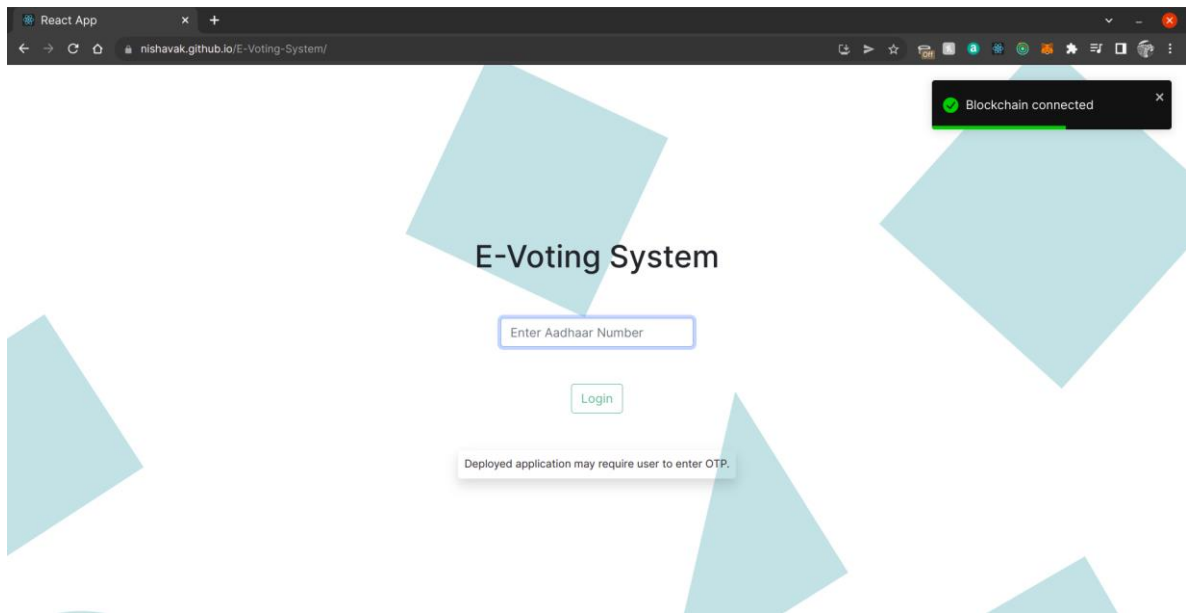 React App
nishavak.github.io/E-Voting-System/
Off
Blockchain connected
E-Voting System
Enter Aadhaar Number
Login
Deployed application may require user to enter OTP.